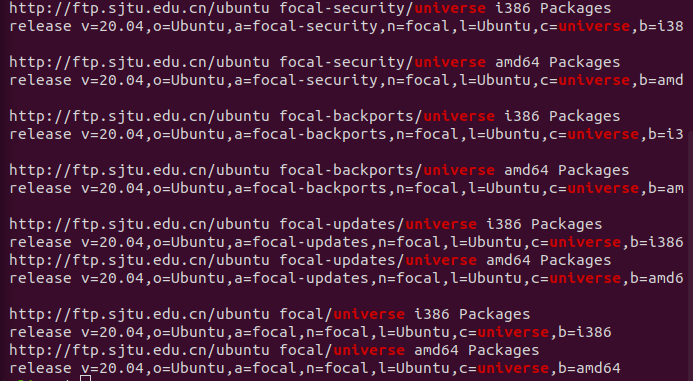 http://ftp.sjtu.edu.cn/ubuntu focal-security/universe i386 Packages
release v=20.04,o=Ubuntu,a=focal-security,n=focal,l=Ubuntu,c=universe,b=i38
http://ftp.sjtu.edu.cn/ubuntu focal-security/universe amd64 Packages
release v=20.04,o=Ubuntu,a=focal-security,n=focal,l=Ubuntu,c=universe,b=amd
http://ftp.sjtu.edu.cn/ubuntu focal-backports/universe i386 Packages
release v=20.04,o=Ubuntu,a=focal-backports,n=focal,l=Ubuntu,c=universe,b=i3
http://ftp.sjtu.edu.cn/ubuntu focal-backports/universe amd64 Packages
release v=20.04,o=Ubuntu,a=focal-backports,n=focal,l=Ubuntu,c=universe,b=am
http://ftp.sjtu.edu.cn/ubuntu focal-updates/universe i386 Packages
release v=20.04,o=Ubuntu,a=focal-updates,n=focal,l=Ubuntu,c=universe,b=i386
http://ftp.sjtu.edu.cn/ubuntu focal-updates/universe amd64 Packages
release v=20.04,o=Ubuntu,a=focal-updates,n=focal,l=Ubuntu,c=universe,b=amd6
http://ftp.sjtu.edu.cn/ubuntu focal/universe i386 Packages
release v=20.04,o=Ubuntu,a=focal,n=focal,l=Ubuntu,c=universe,b=i386
http://ftp.sjtu.edu.cn/ubuntu focal/universe amd64 Packages
release v=20.04,o=Ubuntu,a=focal,n=focal,l=Ubuntu,c=universe,b=amd64